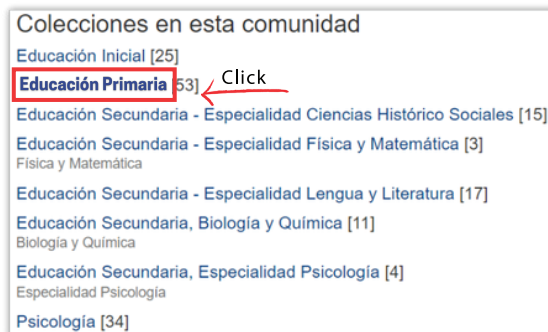 Colecciones en esta comunidad
Educación Inicial [25]
Educación Primaria [53] Click
Educación Secundaria - Especialidad Ciencias Histórico Sociales [15]
Educación Secundaria - Especialidad Física y Matemática [3]
Física y Matemática
Educación Secundaria - Especialidad Lengua y Literatura [17]
Educación Secundaria, Biología y Química [11]
Biología y Química
Educación Secundaria, Especialidad Psicología [4]
Especialidad Psicología
Psicología [34]